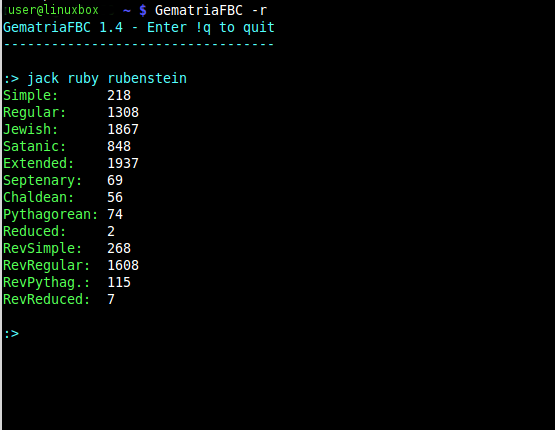 user@linuxbox ~ $ GematriaFBC -r
GematriaFBC 1.4 - Enter !q to quit
----------------------------------
:> jack ruby rubenstein
Simple: 218
Regular: 1308
Jewish: 1867
Satanic: 848
Extended: 1937
Septenary: 69
Chaldean: 56
Pythagorean: 74
Reduced: 2
RevSimple: 268
RevRegular: 1608
RevPythag.: 115
RevReduced: 7
:>